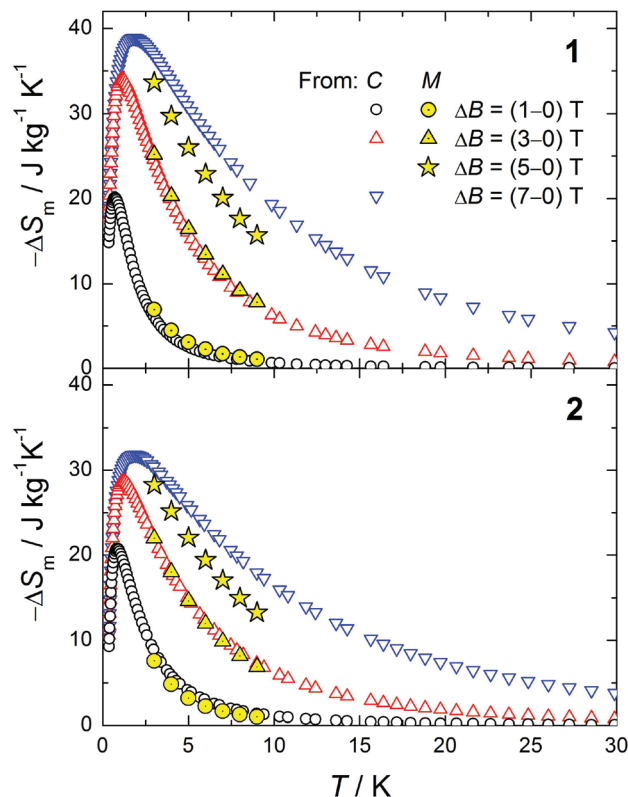 1
From: C M
ΔB = (1–0) T
ΔB = (3–0) T
ΔB = (5–0) T
ΔB = (7–0) T
40
30
20
10
0
−ΔSm / J kg⁻¹ K⁻¹
2
40
30
20
10
0
−ΔSm / J kg⁻¹K⁻¹
0 5 10 15 20 25 30
T / K